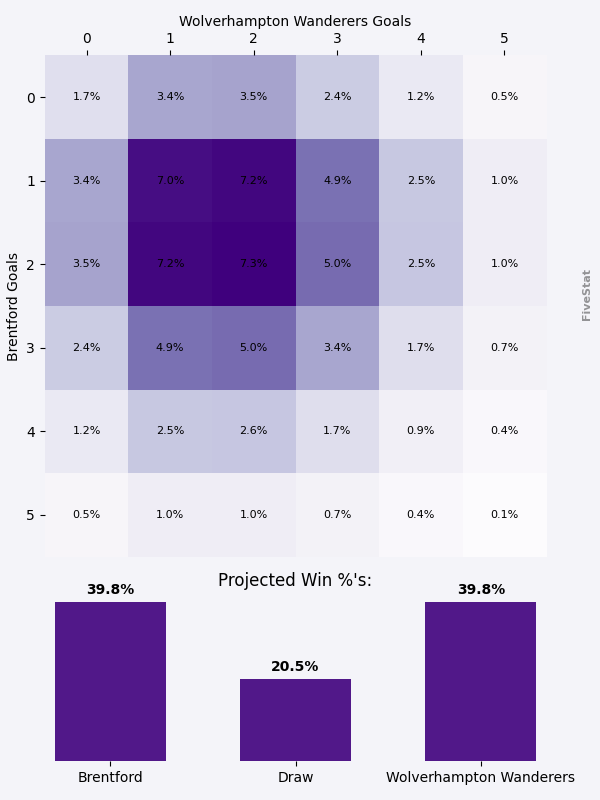 Wolverhampton Wanderers Goals
0 1 2 3 4 5
0 1.7% 3.4% 3.5% 2.4% 1.2% 0.5%
1 3.4% 7.0% 7.2% 4.9% 2.5% 1.0%
2 3.5% 7.2% 7.3% 5.0% 2.5% 1.0%
3 2.4% 4.9% 5.0% 3.4% 1.7% 0.7%
4 1.2% 2.5% 2.6% 1.7% 0.9% 0.4%
5 0.5% 1.0% 1.0% 0.7% 0.4% 0.1%
Brentford Goals
FiveStat
Projected Win %'s:
39.8% 20.5% 39.8%
Brentford Draw Wolverhampton Wanderers